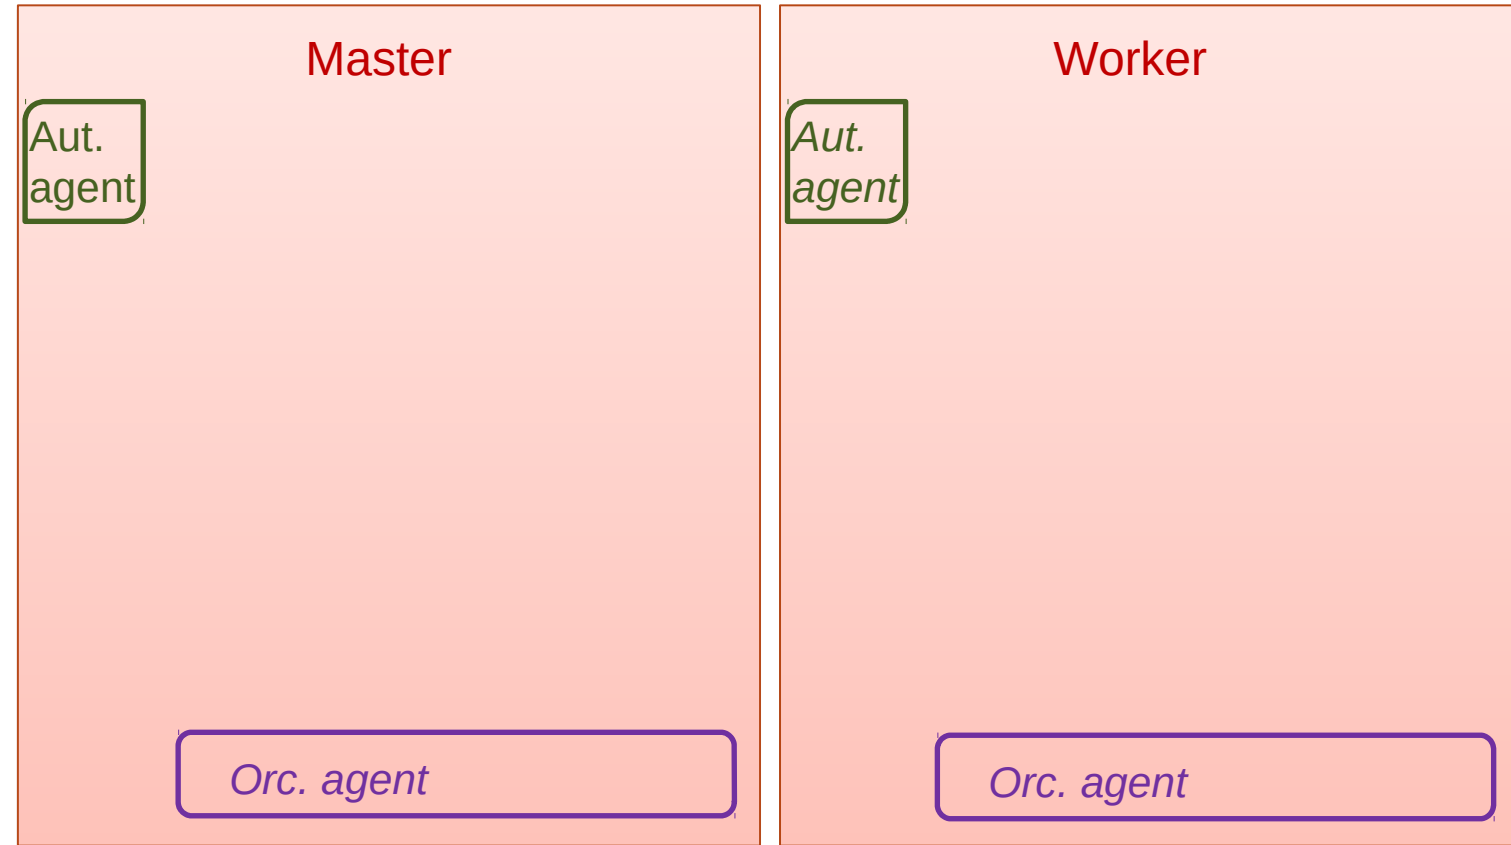 Master
Aut.
agent
Orc. agent
Worker
Aut.
agent
Orc. agent